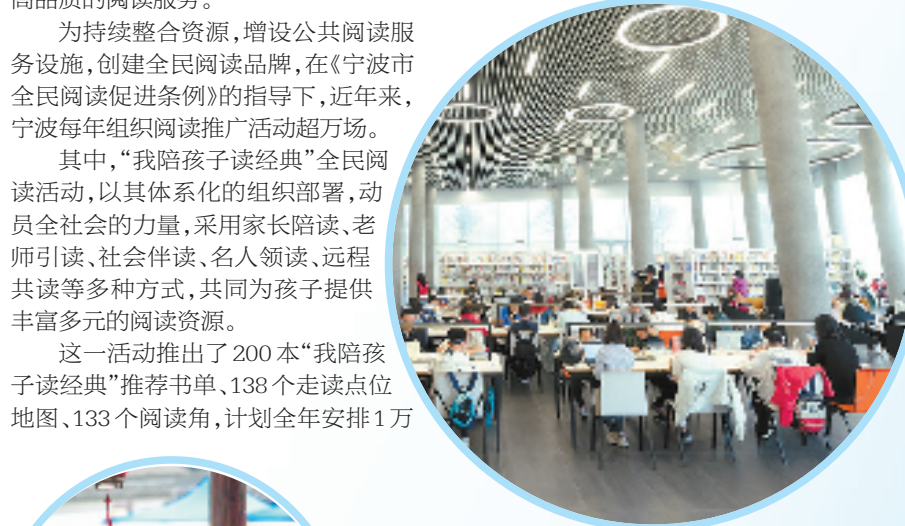 高品质的阅读服务。
为持续整合资源,增设公共阅读服
务设施,创建全民阅读品牌,在《宁波市
全民阅读促进条例》的指导下,近年来,
宁波每年组织阅读推广活动超万场。
其中,“我陪孩子读经典”全民阅
读活动,以其体系化的组织部署,动
员全社会的力量,采用家长陪读、老
师引读、社会伴读、名人领读、远程
共读等多种方式,共同为孩子提供
丰富多元的阅读资源。
这一活动推出了200本“我陪孩
子读经典”推荐书单、138个走读点位
地图、133个阅读角,计划全年安排1万